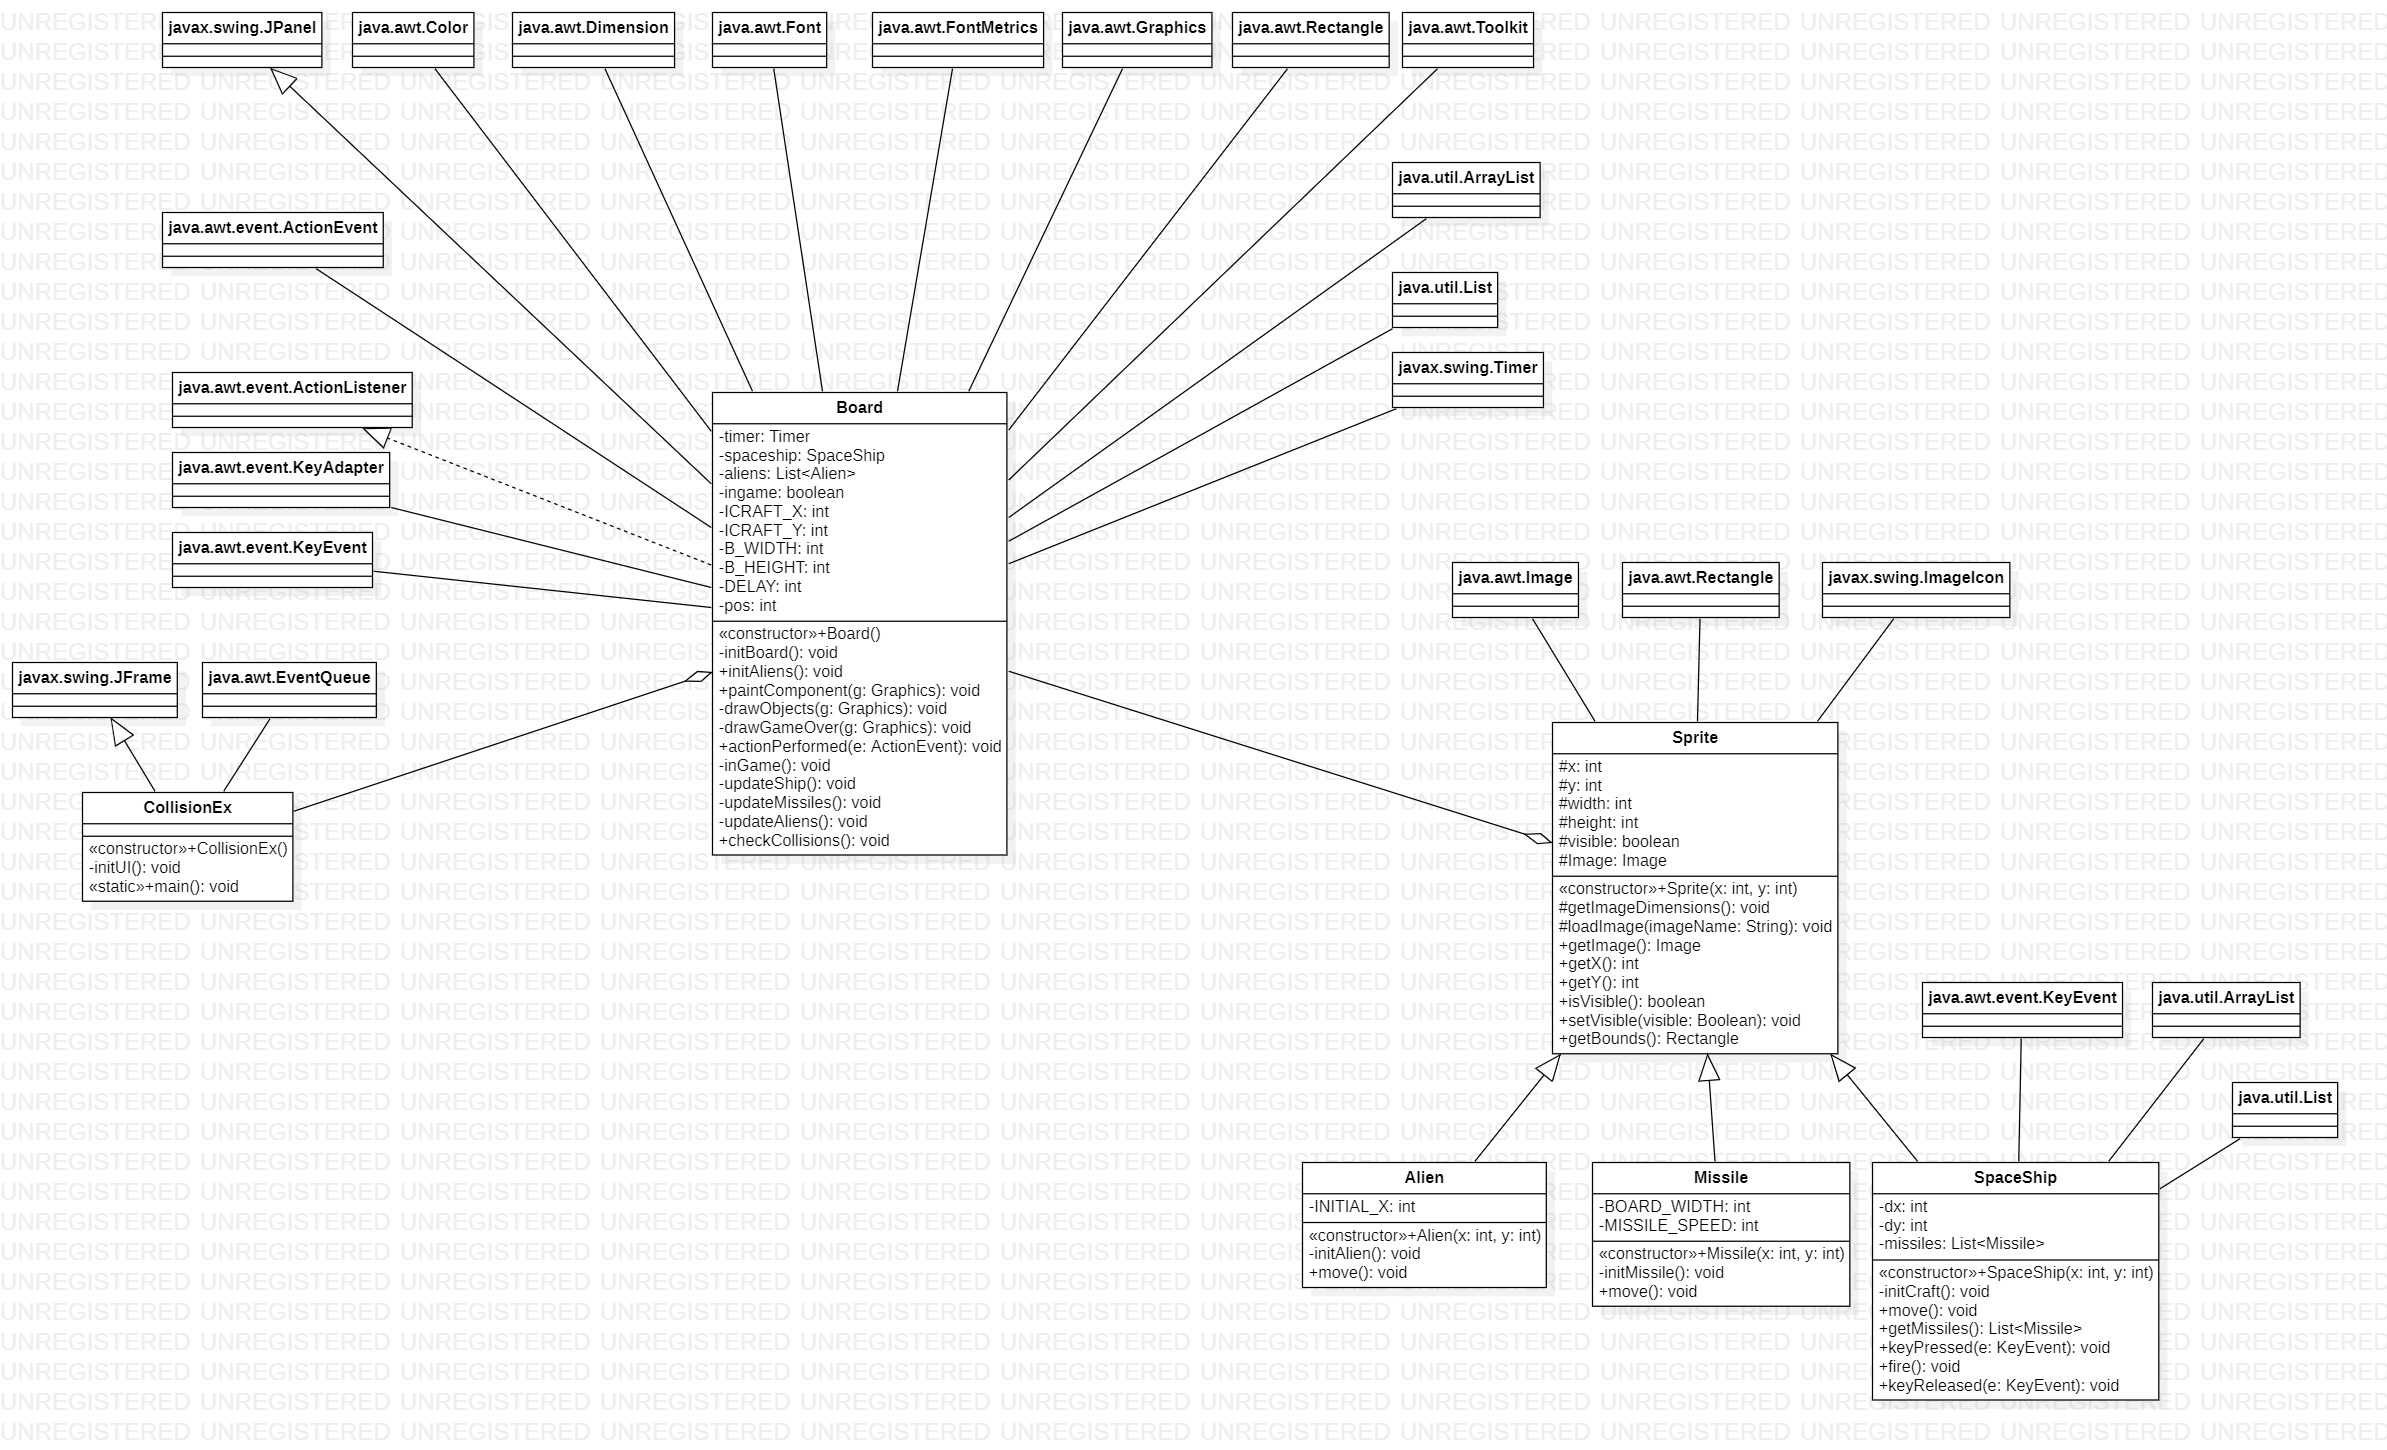 javax.swing.JPanel
java.awt.Color
java.awt.Dimension
java.awt.Font
java.awt.FontMetrics
java.awt.Graphics
java.awt.Rectangle
java.awt.Toolkit
java.util.ArrayList
java.awt.event.ActionEvent
java.util.List
javax.swing.Timer
java.awt.event.ActionListener
java.awt.event.KeyAdapter
java.awt.event.KeyEvent
Board
-timer: Timer
-spaceship: SpaceShip
-aliens: List<Alien>
-ingame: boolean
-ICRAFT_X: int
-ICRAFT_Y: int
-B_WIDTH: int
-B_HEIGHT: int
-DELAY: int
-pos: int
«constructor»+Board()
-initBoard(): void
+initAliens(): void
+paintComponent(g: Graphics): void
-drawObjects(g: Graphics): void
-drawGameOver(g: Graphics): void
+actionPerformed(e: ActionEvent): void
-inGame(): void
-updateShip(): void
-updateMissiles(): void
-updateAliens(): void
+checkCollisions(): void
javax.swing.JFrame
java.awt.EventQueue
CollisionEx
«constructor»+CollisionEx()
-initUI(): void
«static»+main(): void
java.awt.Image
java.awt.Rectangle
javax.swing.ImageIcon
Sprite
#x: int
#y: int
#width: int
#height: int
#visible: boolean
#Image: Image
«constructor»+Sprite(x: int, y: int)
#getImageDimensions(): void
#loadImage(imageName: String): void
+getImage(): Image
+getX(): int
+getY(): int
+isVisible(): boolean
+setVisible(visible: Boolean): void
+getBounds(): Rectangle
java.awt.event.KeyEvent
java.util.ArrayList
java.util.List
Alien
-INITIAL_X: int
«constructor»+Alien(x: int, y: int)
-initAlien(): void
+move(): void
Missile
-BOARD_WIDTH: int
-MISSILE_SPEED: int
«constructor»+Missile(x: int, y: int)
-initMissile(): void
+move(): void
SpaceShip
-dx: int
-dy: int
-missiles: List<Missile>
«constructor»+SpaceShip(x: int, y: int)
-initCraft(): void
+move(): void
+getMissiles(): List<Missile>
+keyPressed(e: KeyEvent): void
+fire(): void
+keyReleased(e: KeyEvent): void
UNREGISTERED